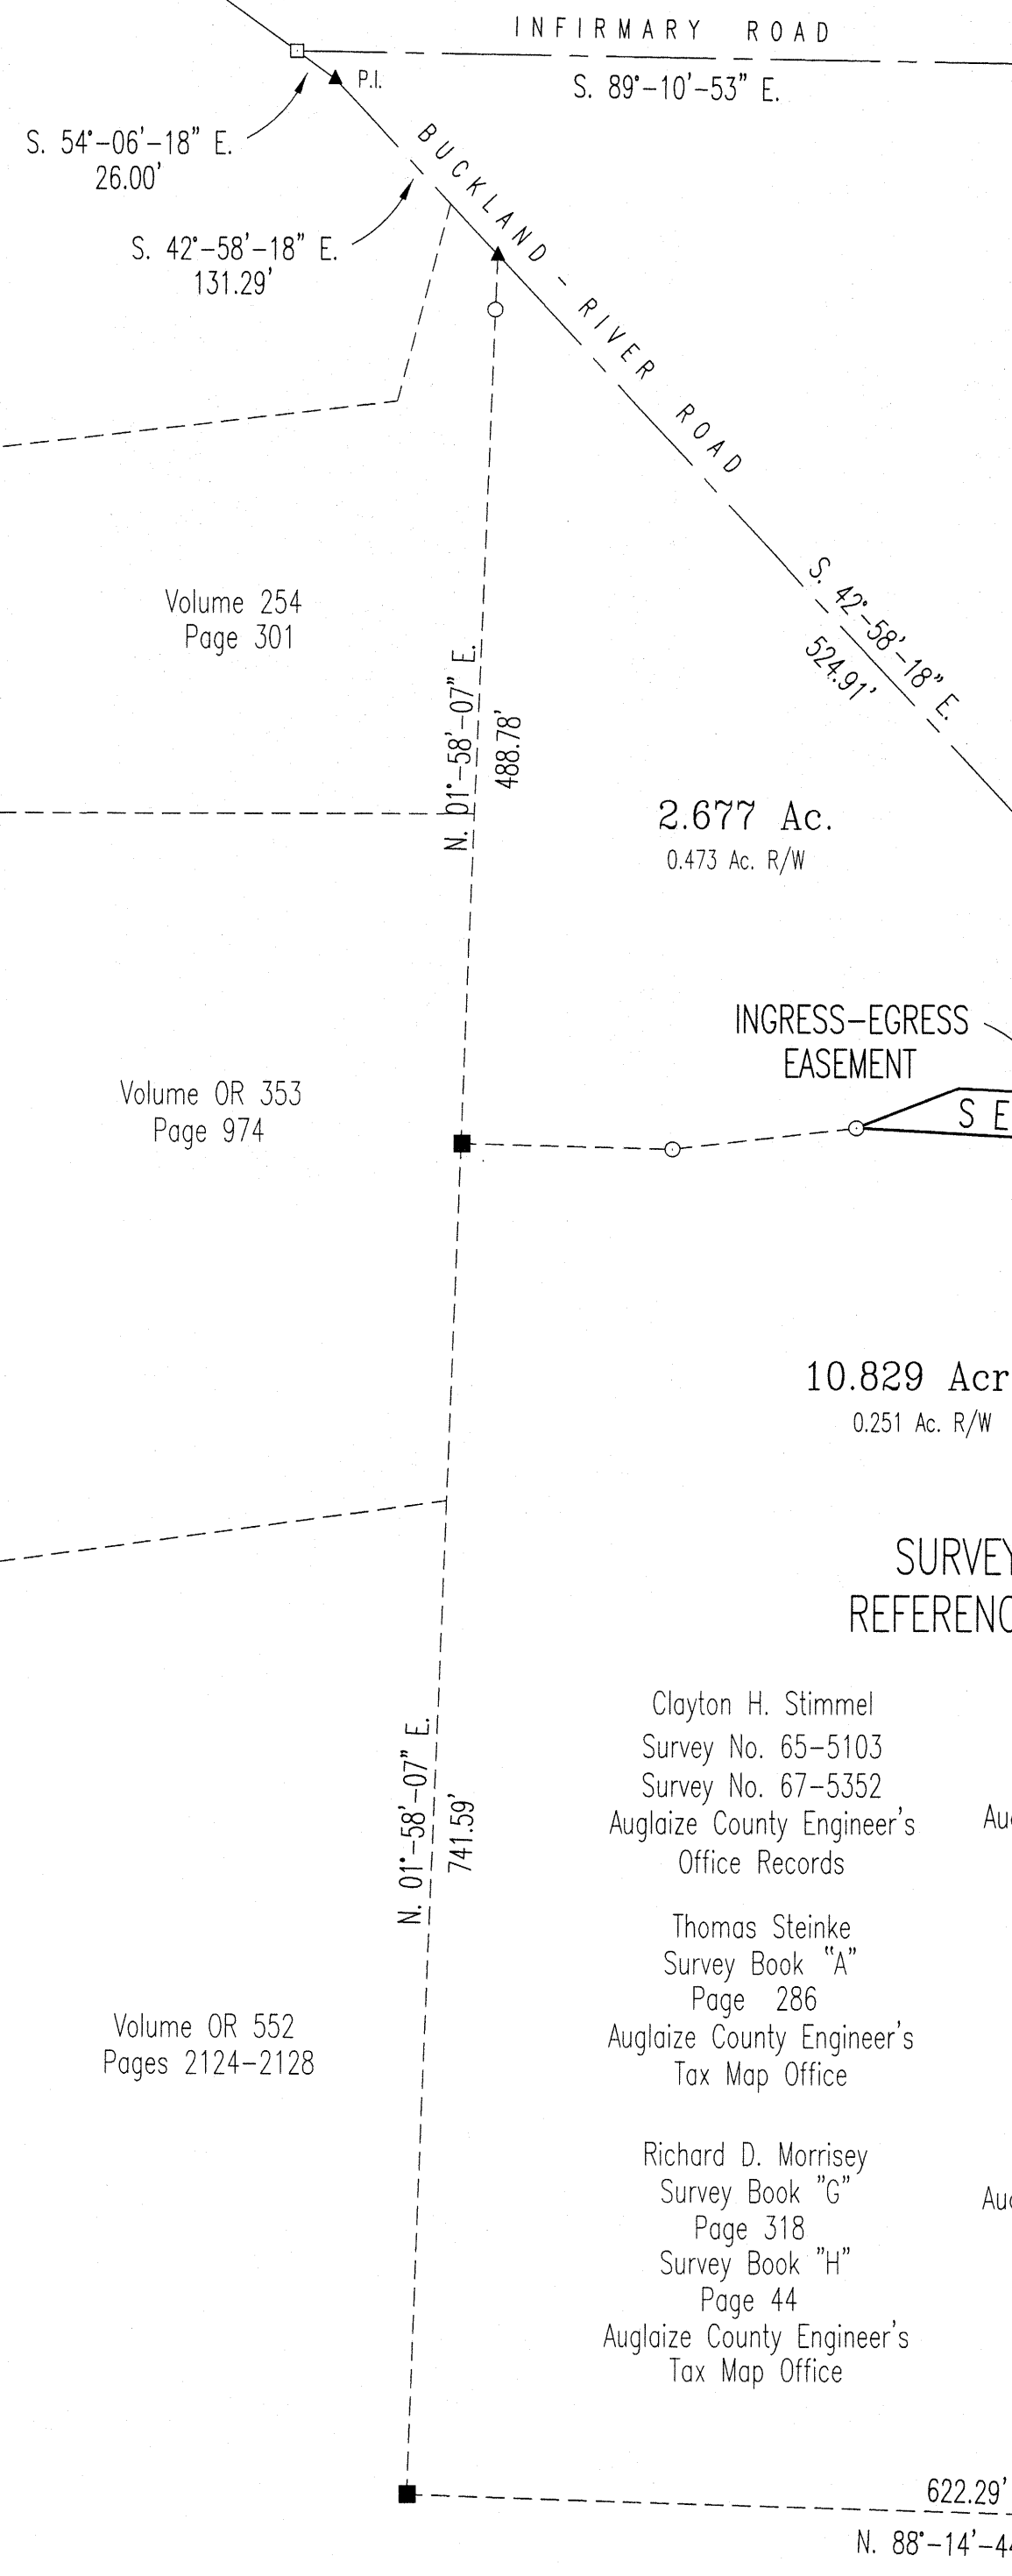 INFIRMARY ROAD
S. 89°-10'-53" E.
P.I.
S. 54°-06'-18" E.
26.00'
BUCKLAND - RIVER ROAD
S. 42°-58'-18" E.
131.29'
S. 42°-58'-18" E.
524.91'
Volume 254
Page 301
N. 01°-58'-07" E.
488.78'
2.677 Ac.
0.473 Ac. R/W
INGRESS-EGRESS
EASEMENT
S E
Volume OR 353
Page 974
10.829 Acr
0.251 Ac. R/W
SURVEY
REFERENC
Clayton H. Stimmel
Survey No. 65-5103
Survey No. 67-5352
Auglaize County Engineer's
Office Records
Thomas Steinke
Survey Book "A"
Page 286
Auglaize County Engineer's
Tax Map Office
Richard D. Morrisey
Survey Book "G"
Page 318
Survey Book "H"
Page 44
Auglaize County Engineer's
Tax Map Office
N. 01°-58'-07" E.
741.59'
Volume OR 552
Pages 2124-2128
622.29'
N. 88°-14'-44